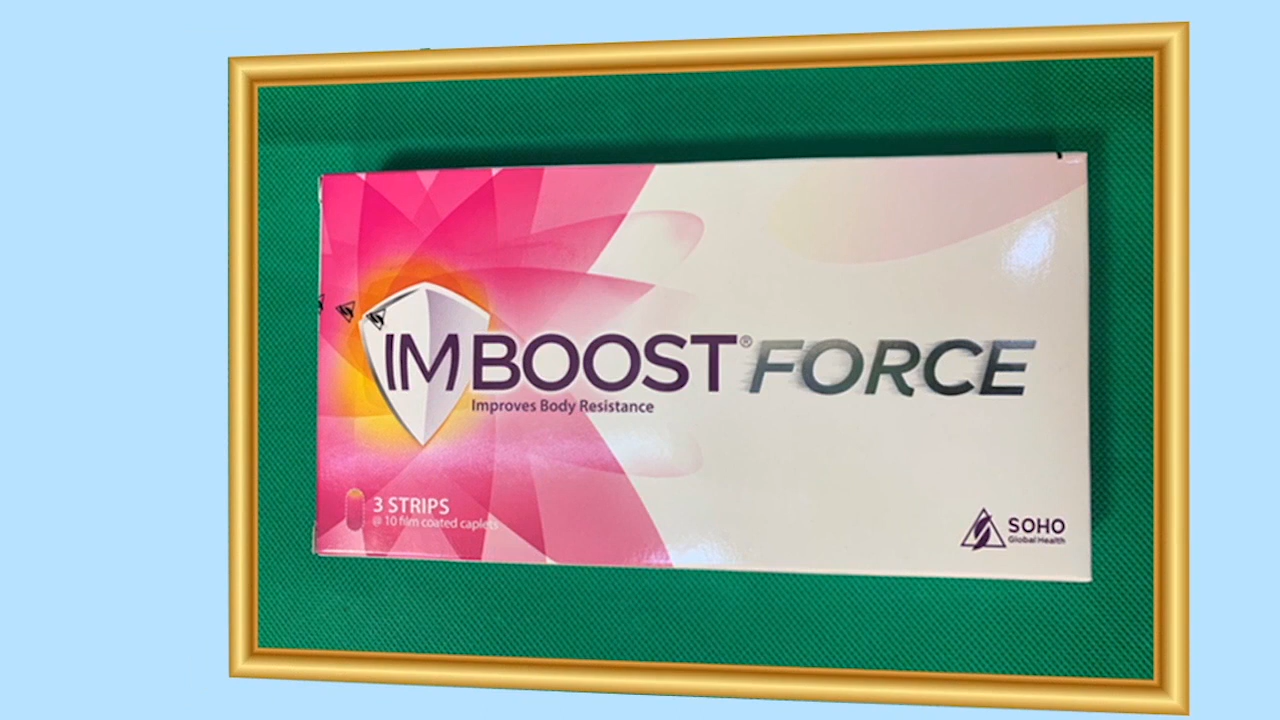 IMBOOST® FORCE
Improves Body Resistance
3 STRIPS
@ 10 film coated caplets
SOHO
Global Health